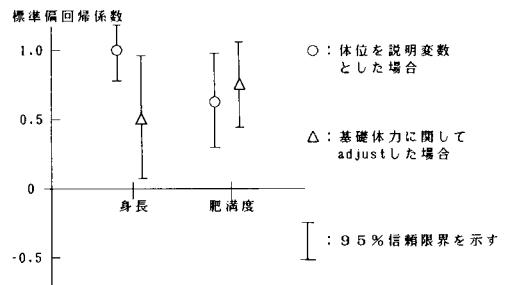 標準偏回帰係数
1.0
0.5
0
-0.5
身長
肥満度
○：体位を説明変数
とした場合
△：基礎体力に関して
adjustした場合
：９５％信頼限界を示す